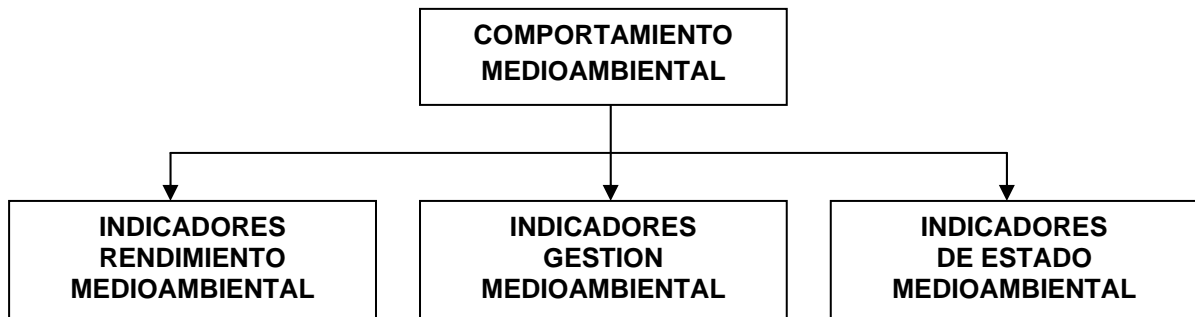 COMPORTAMIENTO
MEDIOAMBIENTAL
INDICADORES
RENDIMIENTO
MEDIOAMBIENTAL
INDICADORES
GESTION
MEDIOAMBIENTAL
INDICADORES
DE ESTADO
MEDIOAMBIENTAL